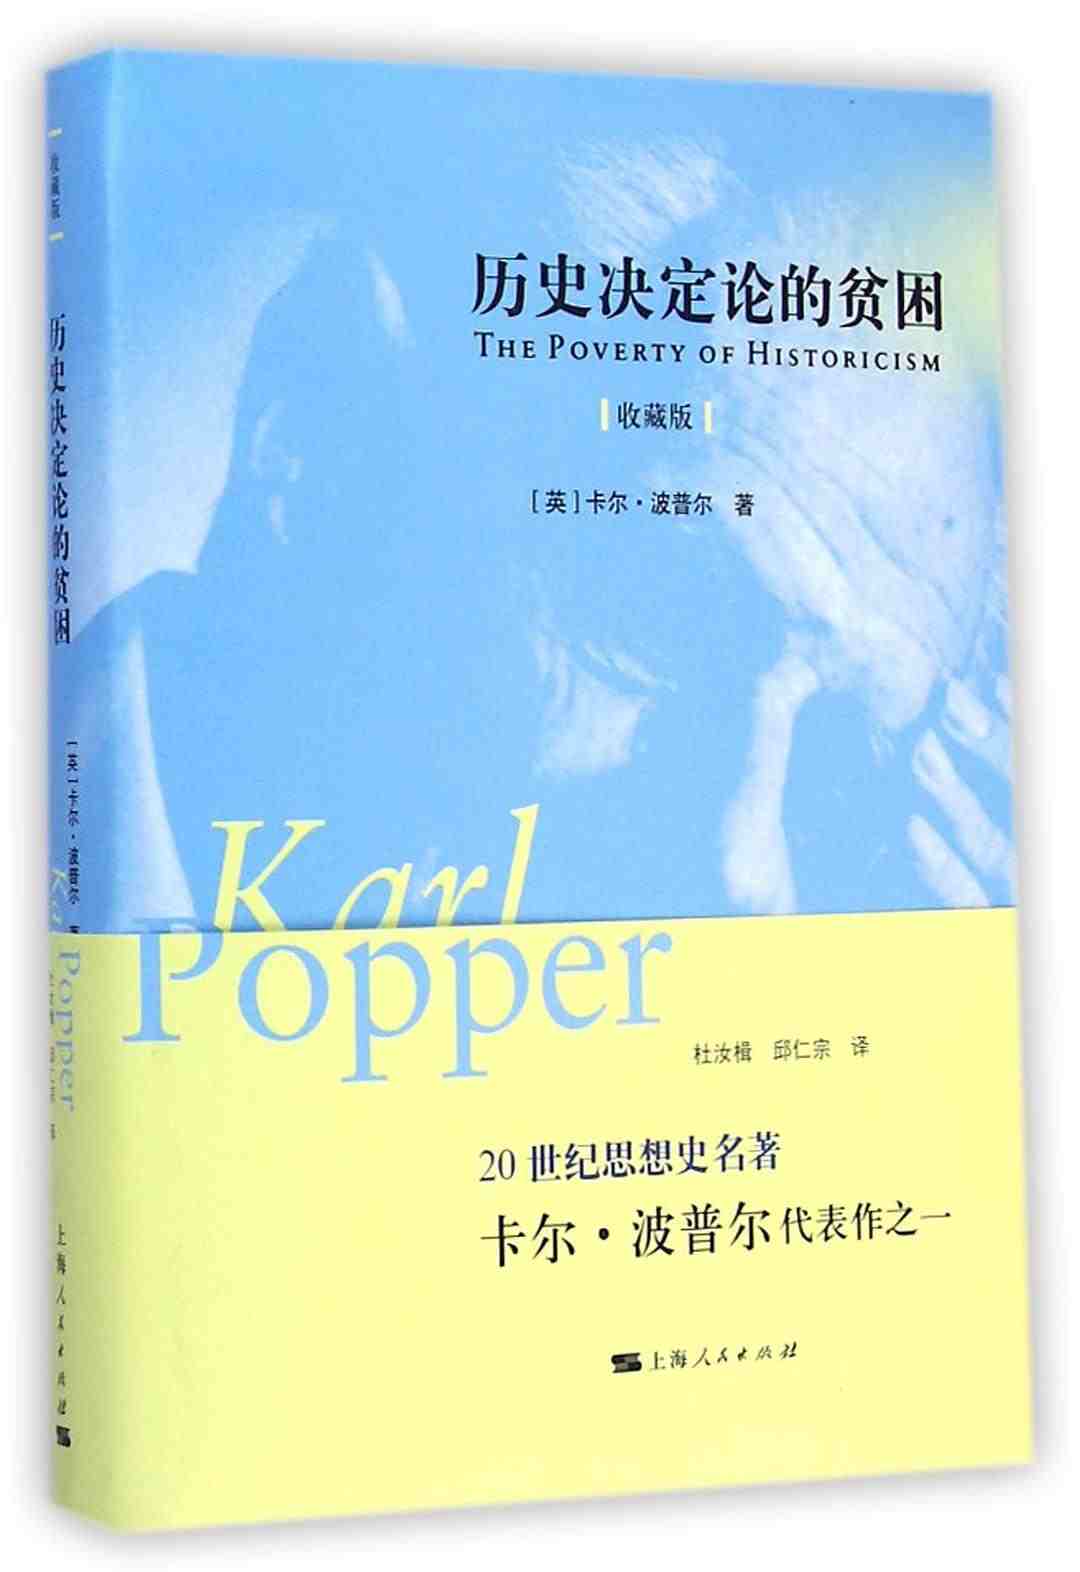 历史决定论的贫困
THE POVERTY OF HISTORICISM
收藏版
[英]卡尔·波普尔 著
Karl
Popper
杜汝楫 邱仁宗 译
20世纪思想史名著
卡尔·波普尔代表作之一
上海人民出版社
收藏版
历史决定论的贫困
[英]卡尔·波普尔 著
Popper
上海人民出版社